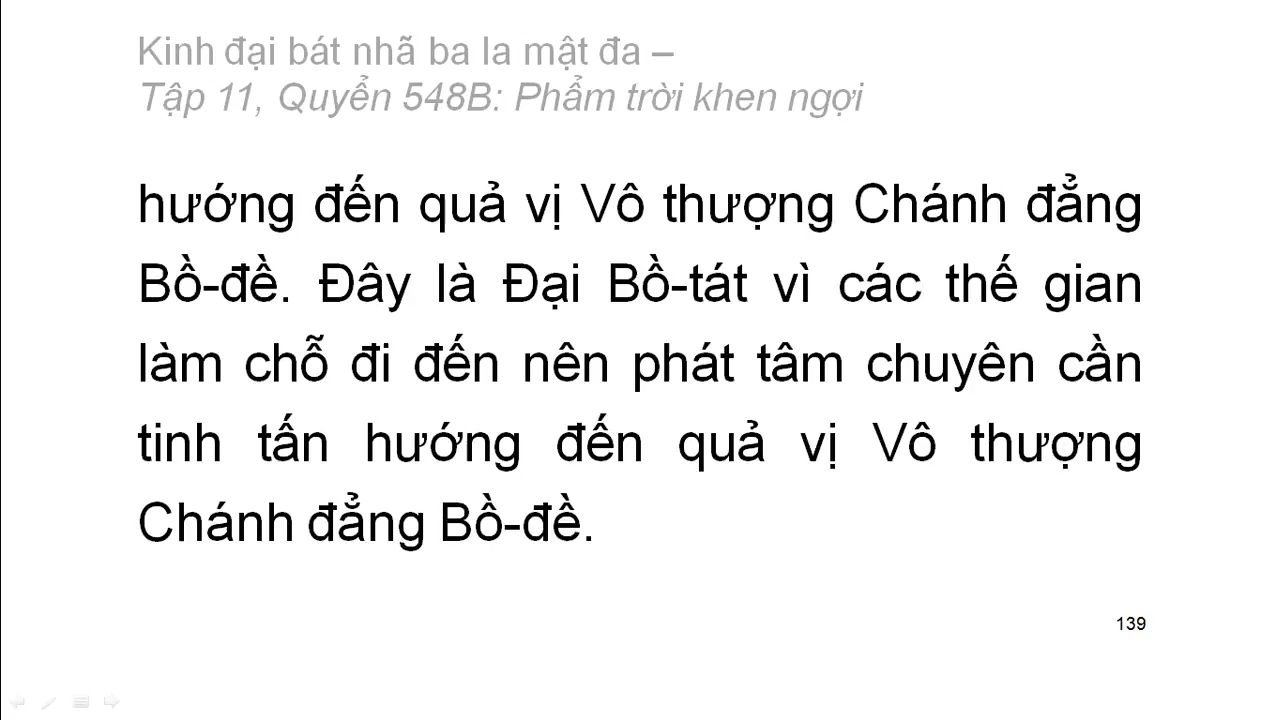 Kinh đại bát nhã ba la mật đa –
Tập 11, Quyển 548B: Phẩm trời khen ngợi
hướng đến quả vị Vô thượng Chánh đẳng
Bồ-đề. Đây là Đại Bồ-tát vì các thế gian
làm chỗ đi đến nên phát tâm chuyên cần
tinh tấn hướng đến quả vị Vô thượng
Chánh đẳng Bồ-đề.
139